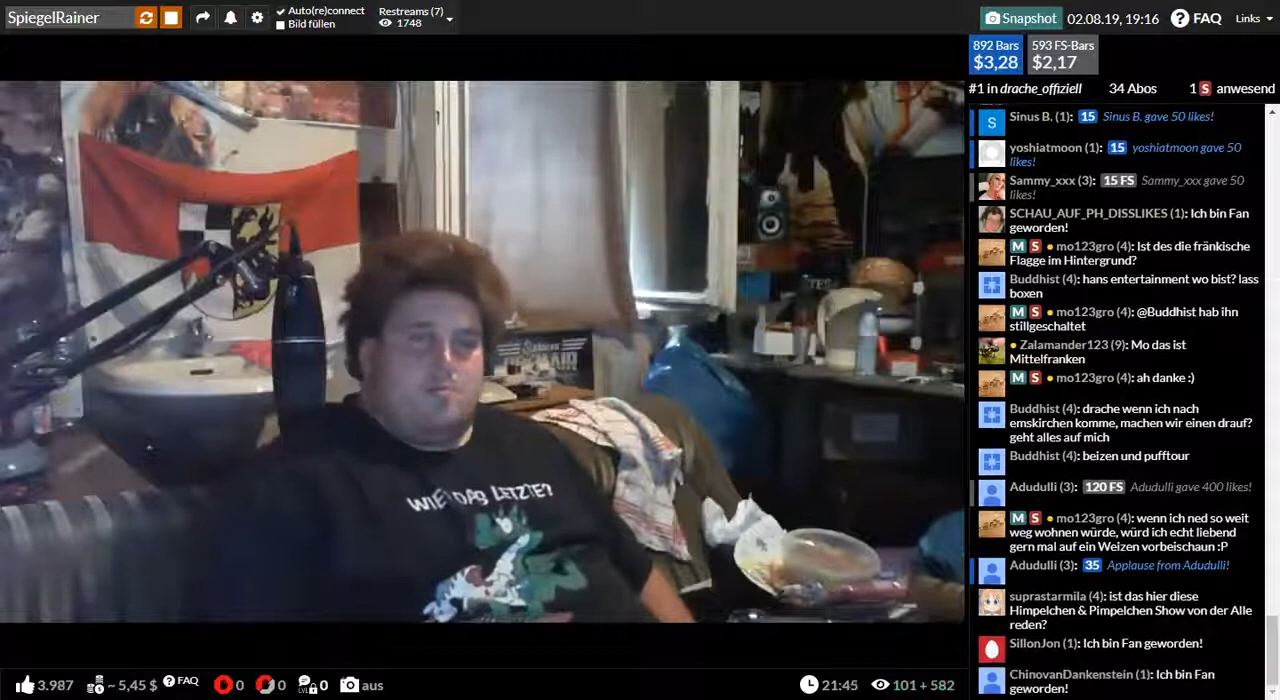 SpiegelRainer
Auto(re)connect
Bild füllen
Restreams (7)
1748
Snapshot
02.08.19, 19:16
? FAQ
Links
892 Bars
$3,28
593 FS-Bars
$2,17
#1 in drache_offiziell
34 Abos
1 S anwesend
S
Sinus B. (1): 15 Sinus B. gave 50 likes!
yoshiatmoon (1): 15 yoshiatmoon gave 50
likes!
Sammy_xxx (3): 15 FS Sammy_xxx gave 50
likes!
SCHAU_AUF_PH_DISSLIKES (1): Ich bin Fan
geworden!
M S mo123gro (4): Ist des die fränkische
Flagge im Hintergrund?
Buddhist (4): hans entertainment wo bist? lass
boxen
M S mo123gro (4): @Buddhist hab ihn
stillgeschaltet
Zalamander123 (9): Mo das ist
Mittelfranken
M S mo123gro (4): ah danke :)
Buddhist (4): drache wenn ich nach
emskirchen komme, machen wir einen drauf?
geht alles auf mich
Buddhist (4): beizen und pufftour
Adudulli (3): 120 FS Adudulli gave 400 likes!
M S mo123gro (4): wenn ich ned so weit
weg wohnen würde, würd ich echt liebend
gern mal auf ein Weizen vorbeischaun :P
Adudulli (3): 35 Applause from Adudulli!
suprastarmila (4): ist das hier diese
Himpelchen & Pimpelchen Show von der Alle
reden?
SillonJon (1): Ich bin Fan geworden!
ChinovanDankenstein (1): Ich bin Fan
geworden!
WIE DAS LETZTE?
3.987
~ 5,45 $
? FAQ
0
0
LVL
0
aus
21:45
101 + 582